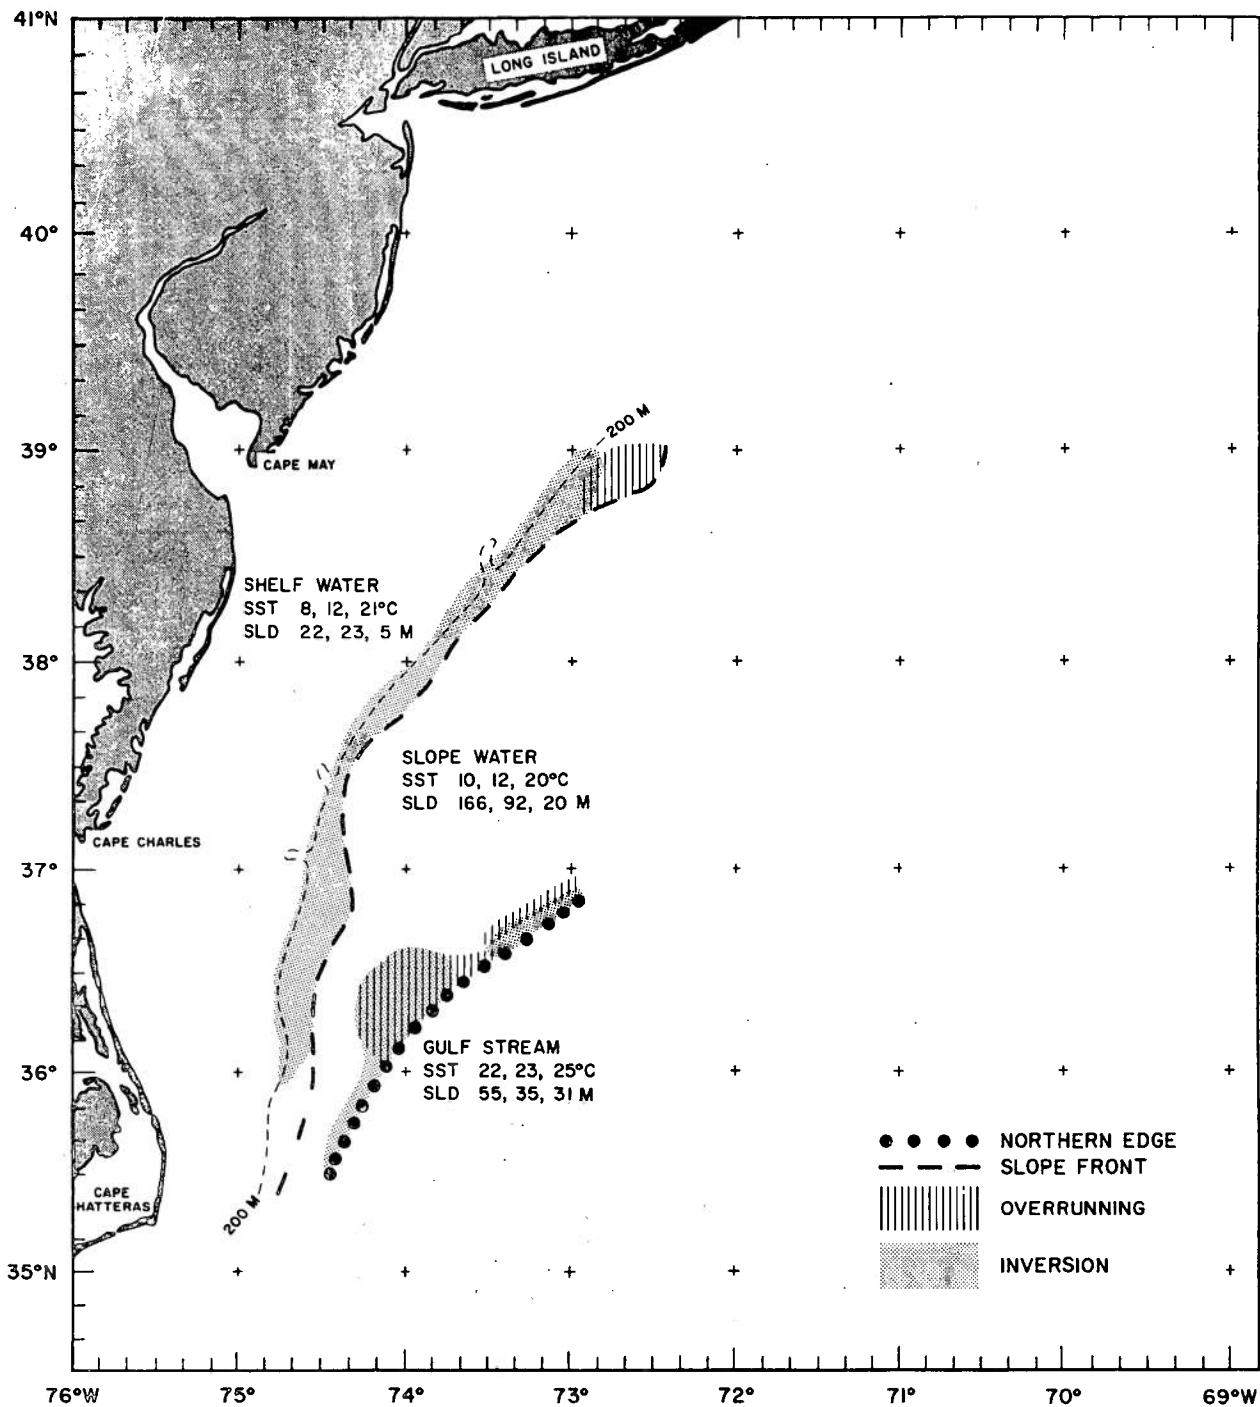 41°N
LONG ISLAND
40°
39°
200 M
CAPE MAY
SHELF WATER
SST 8, 12, 21°C
SLD 22, 23, 5 M
38°
SLOPE WATER
SST 10, 12, 20°C
SLD 166, 92, 20 M
CAPE CHARLES
37°
GULF STREAM
SST 22, 23, 25°C
SLD 55, 35, 31 M
36°
NORTHERN EDGE
SLOPE FRONT
CAPE
HATTERAS
200 M
OVERRUNNING
INVERSION
35°N
76°W 75° 74° 73° 72° 71° 70° 69°W